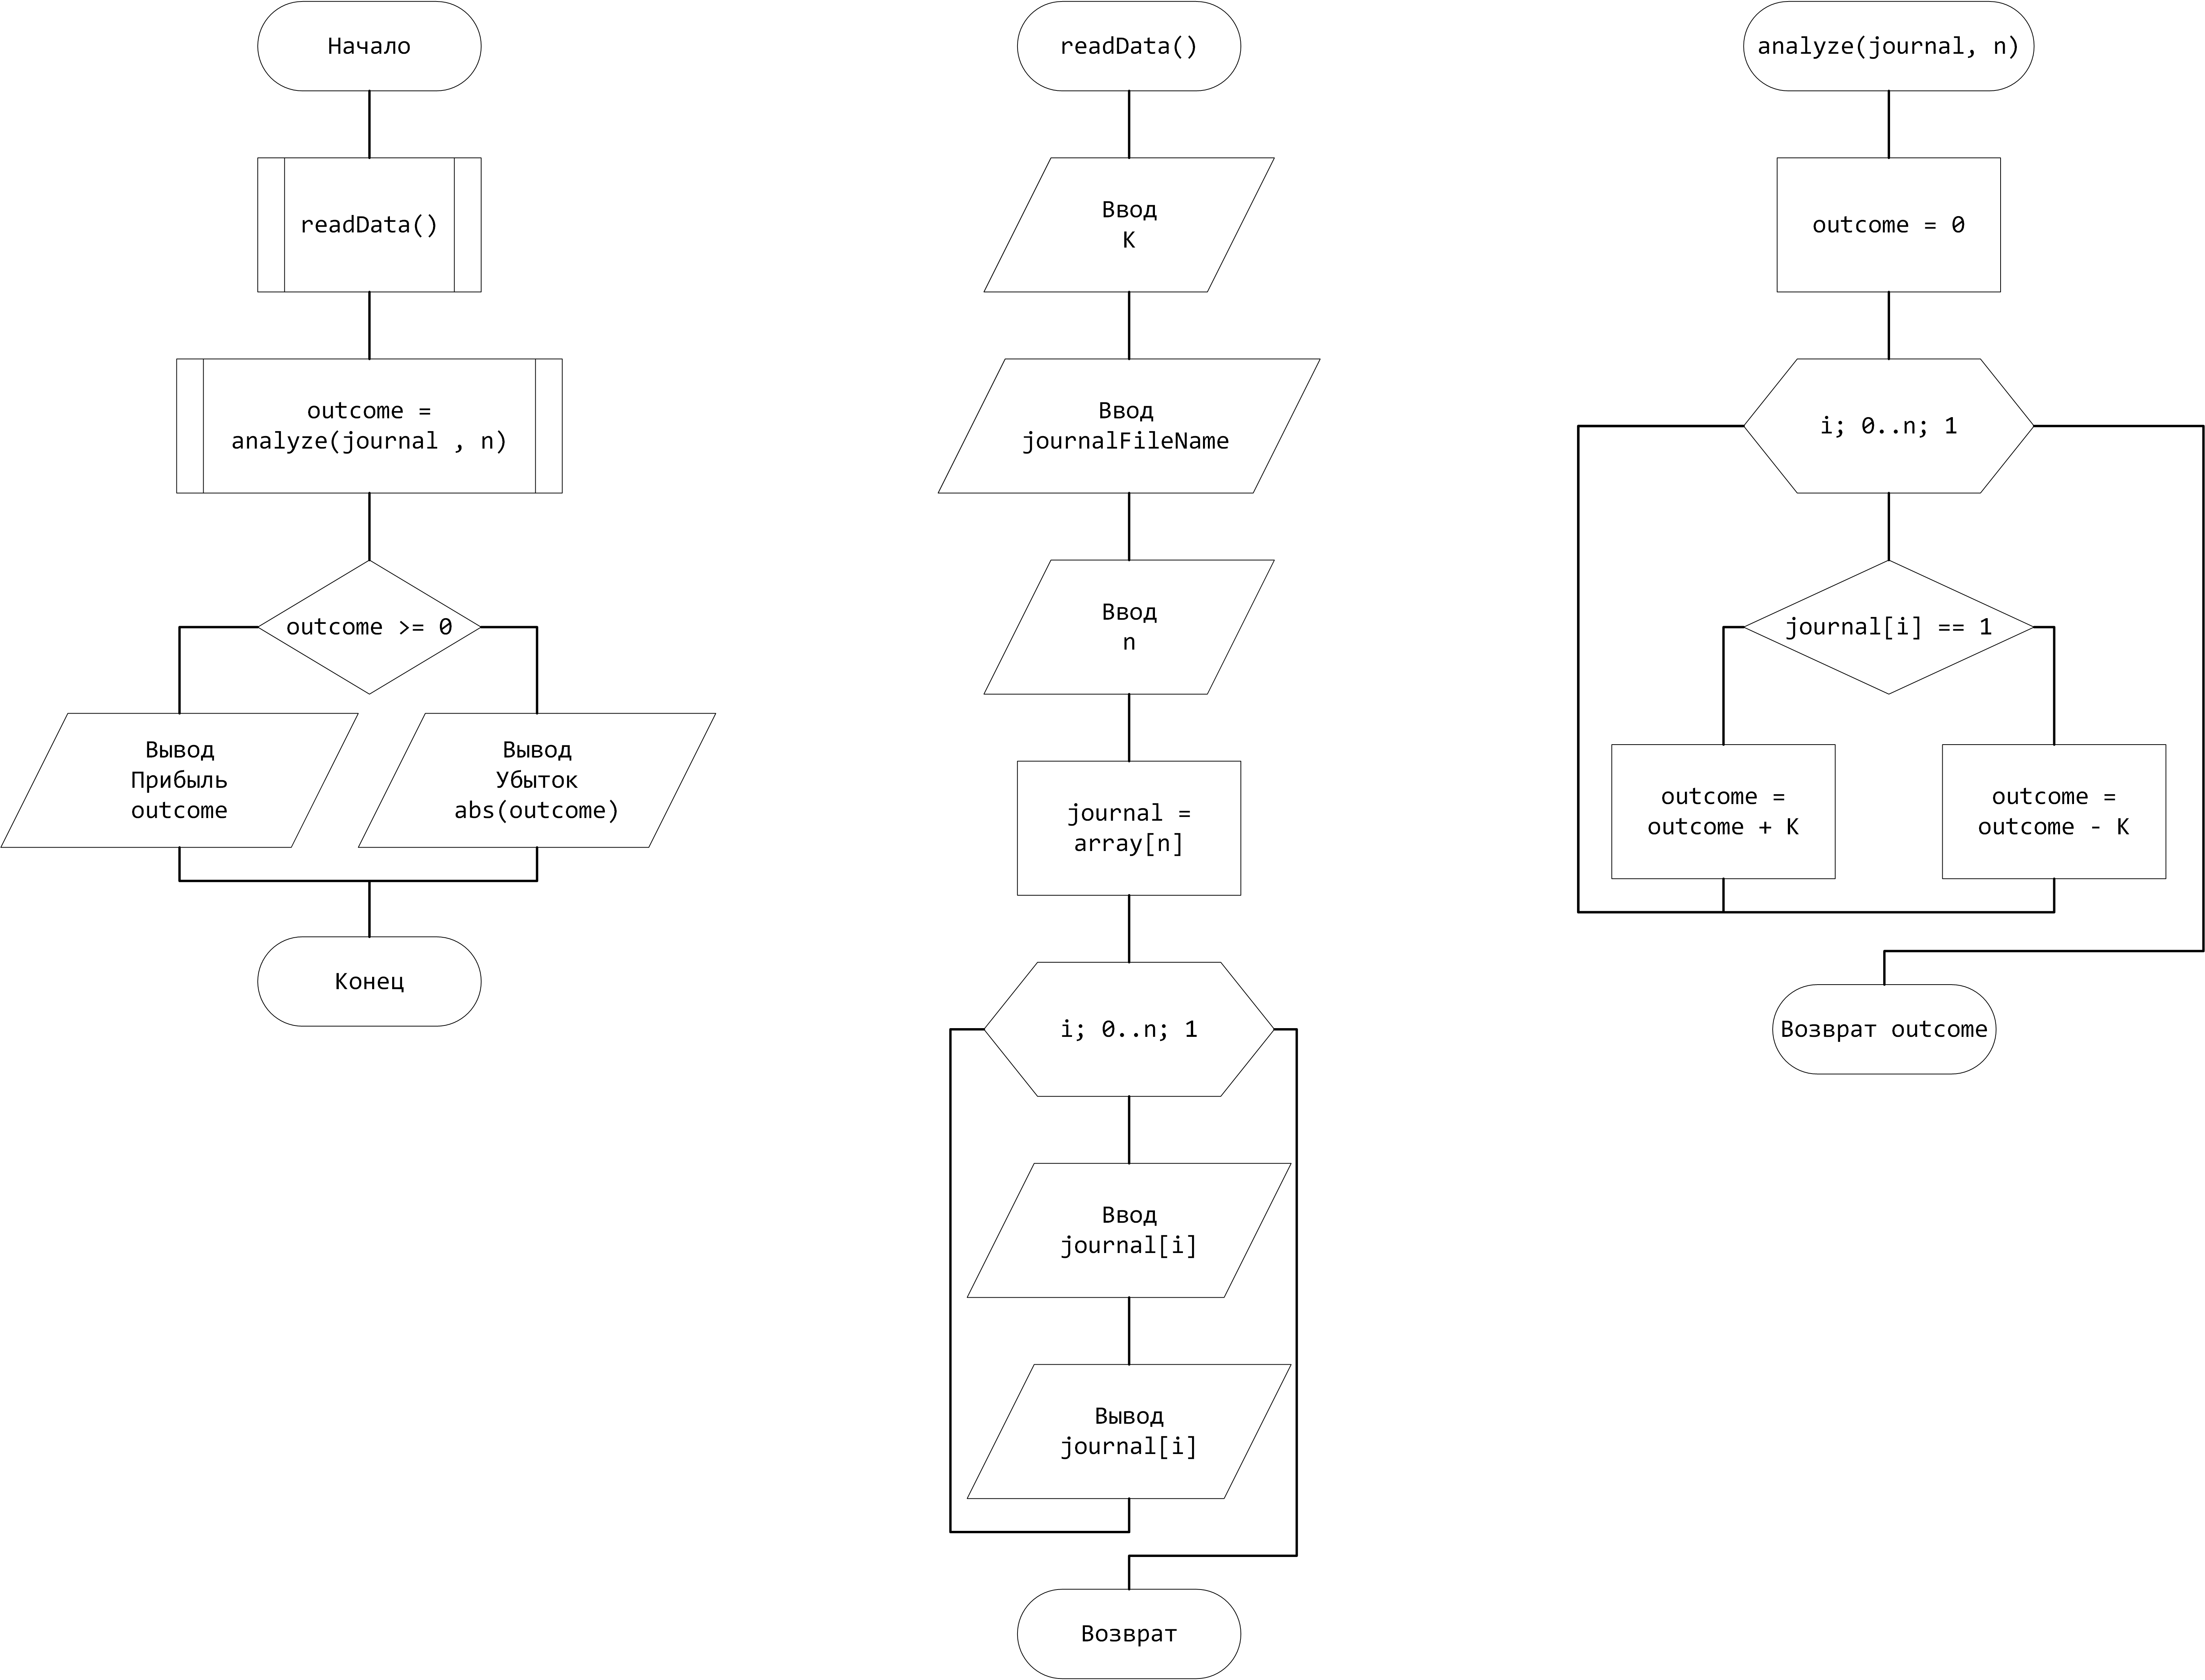 Начало
readData()
outcome =
analyze(journal , n)
outcome >= 0
Вывод
Прибыль
outcome
Вывод
Убыток
abs(outcome)
Конец
readData()
Ввод
K
Ввод
journalFileName
Ввод
n
journal =
array[n]
i; 0..n; 1
Ввод
journal[i]
Вывод
journal[i]
Возврат
analyze(journal, n)
outcome = 0
i; 0..n; 1
journal[i] == 1
outcome =
outcome + K
outcome =
outcome - K
Возврат outcome